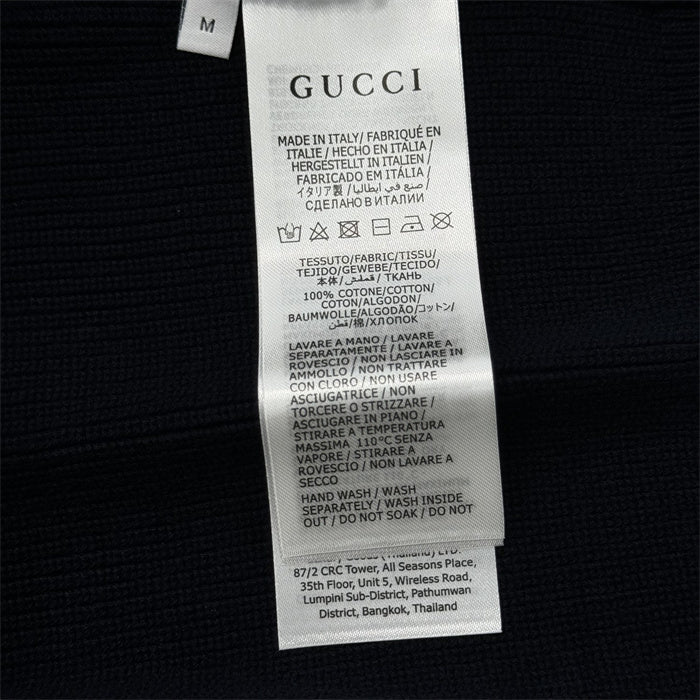 M
GUCCI
MADE IN ITALY/ FABRIQUÉ EN
ITALIE / HECHO EN ITALIA/
HERGESTELLT IN ITALIEN /
FABRICADO EM ITÁLIA /
イタリア製 / صنع في ايطاليا /
СДЕЛАНО В ИТАЛИИ
TESSUTO/FABRIC/TISSU/
TEJIDO/GEWEBE/TECIDO/
本体/ قملش/ ТКАНЬ
100% COTONE/COTTON/
COTON/ALGODON/
BAUMWOLLE/ALGODÃO/コットン/
قطن/棉/ХЛОПОК
LAVARE A MANO / LAVARE
SEPARATAMENTE / LAVARE A
ROVESCIO / NON LASCIARE IN
AMMOLLO / NON TRATTARE
CON CLORO / NON USARE
ASCIUGATRICE / NON
TORCERE O STRIZZARE /
ASCIUGARE IN PIANO /
STIRARE A TEMPERATURA
MASSIMA 110°C SENZA
VAPORE / STIRARE A
ROVESCIO / NON LAVARE A
SECCO
HAND WASH / WASH
SEPARATELY / WASH INSIDE
OUT / DO NOT SOAK / DO NOT
Goods (Thailand) LTD.
87/2 CRC Tower, All Seasons Place,
35th Floor, Unit 5, Wireless Road,
Lumpini Sub-District, Pathumwan
District, Bangkok, Thailand